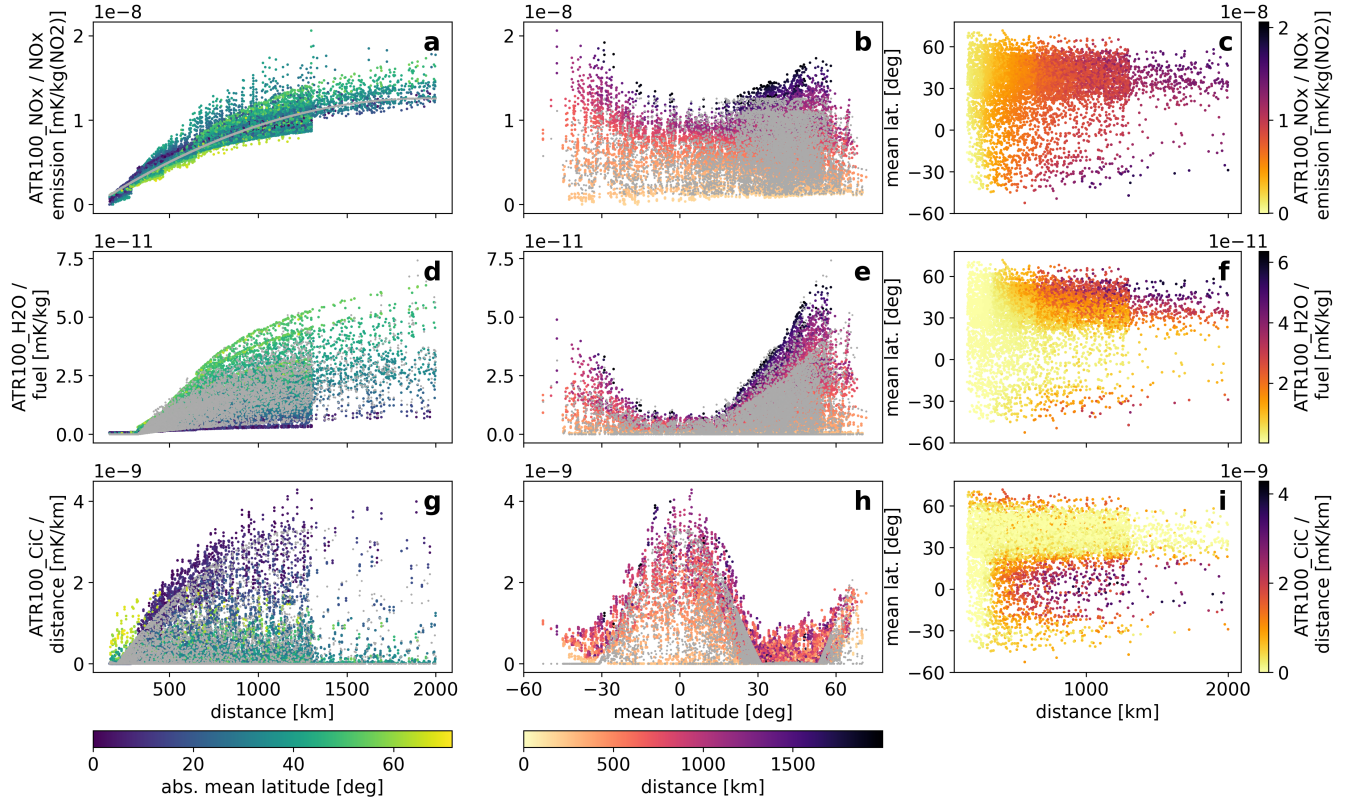 1e−8
a
ATR100_NOx / NOx
emission [mK/kg(NO2)]
2
1
0
1e−8
b
2
1
0
1e−8
c
mean lat. [deg]
60
30
0
−30
−60
2
1
0
ATR100_NOx / NOx
emission [mK/kg(NO2)]
1e−11
d
ATR100_H2O /
fuel [mK/kg]
7.5
5.0
2.5
0.0
1e−11
e
7.5
5.0
2.5
0.0
1e−11
f
mean lat. [deg]
60
30
0
−30
−60
6
4
2
ATR100_H2O /
fuel [mK/kg]
1e−9
g
ATR100_CiC /
distance [mK/km]
4
2
0
500 1000 1500 2000
distance [km]
1e−9
h
4
2
0
−60 −30 0 30 60
mean latitude [deg]
1e−9
i
mean lat. [deg]
60
30
0
−30
−60
1000 2000
distance [km]
4
2
0
ATR100_CiC /
distance [mK/km]
0 20 40 60
abs. mean latitude [deg]
0 500 1000 1500
distance [km]